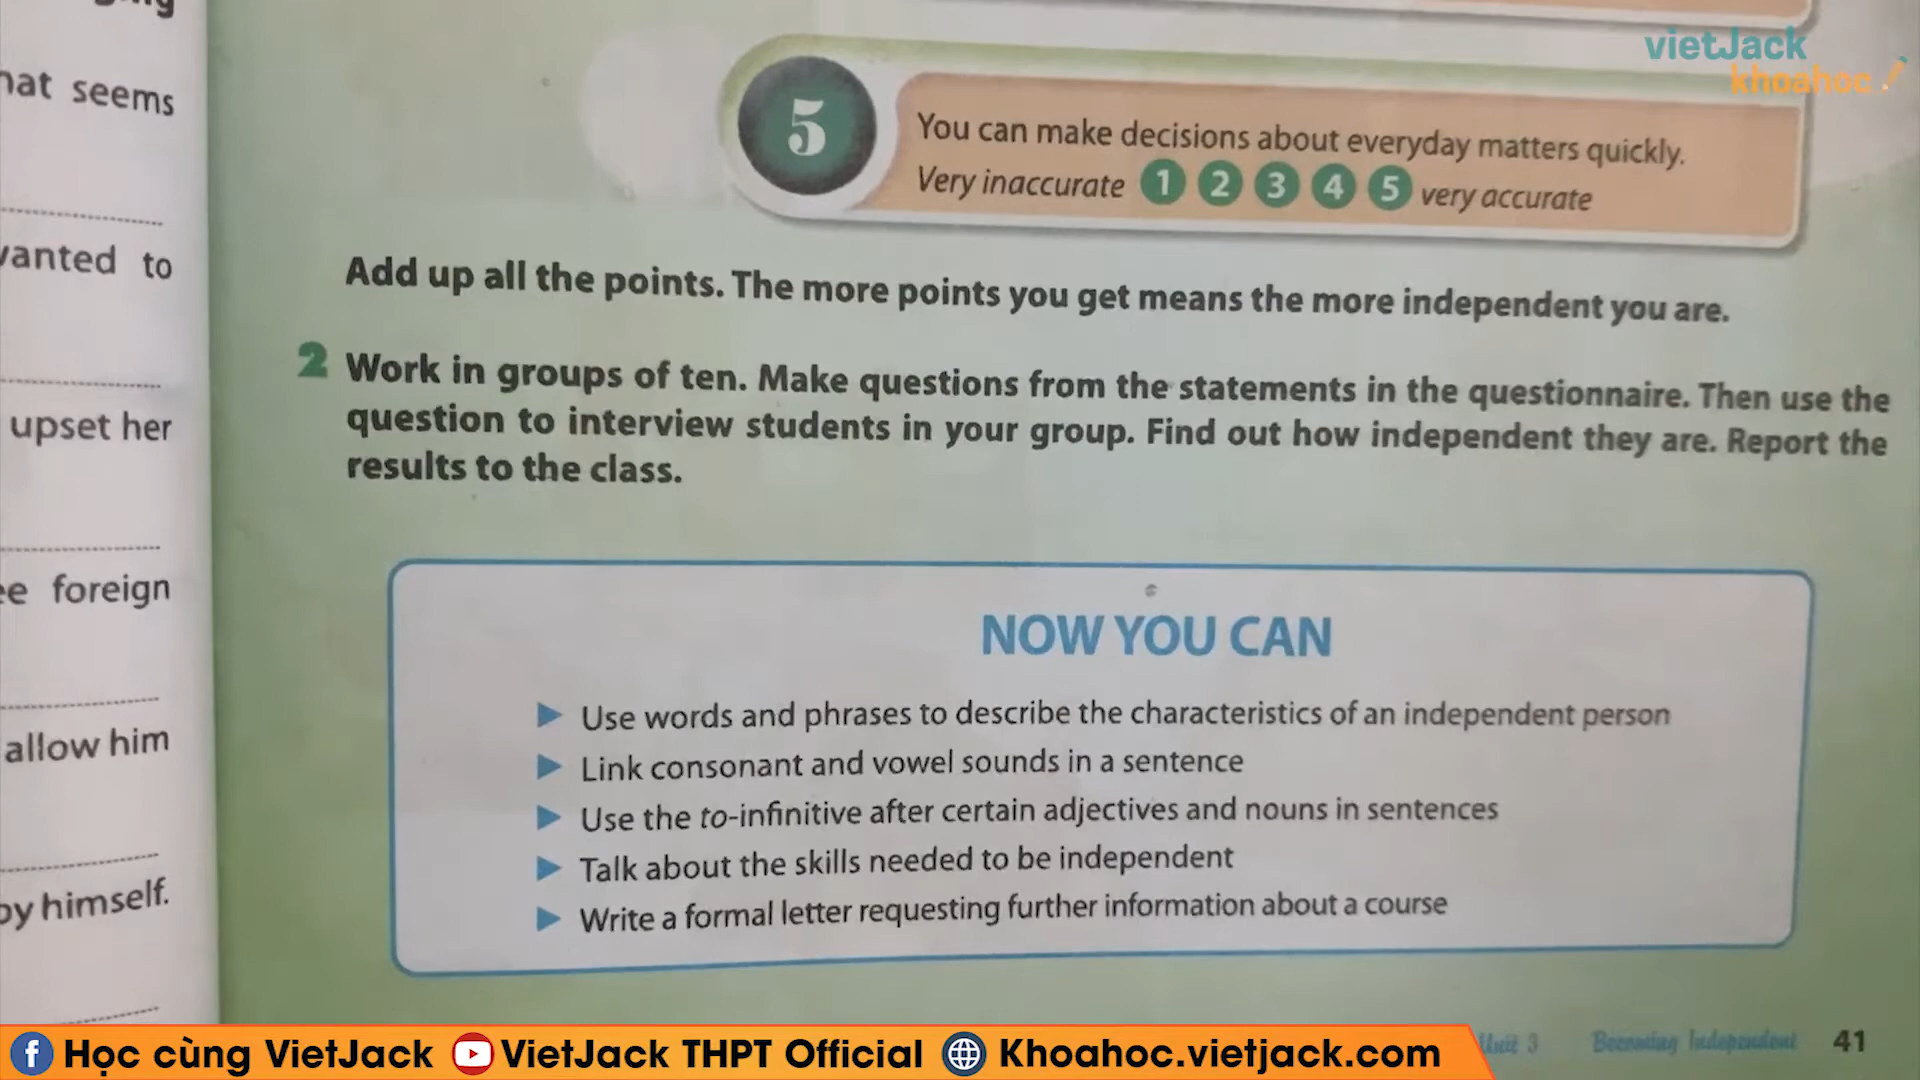 hat seems
wanted to
upset her
foreign
allow him
by himself.
vietJack
khoahoc
5
You can make decisions about everyday matters quickly.
Very inaccurate 1 2 3 4 5 very accurate
Add up all the points. The more points you get means the more independent you are.
2 Work in groups of ten. Make questions from the statements in the questionnaire. Then use the
question to interview students in your group. Find out how independent they are. Report the
results to the class.
NOW YOU CAN
Use words and phrases to describe the characteristics of an independent person
Link consonant and vowel sounds in a sentence
Use the to-infinitive after certain adjectives and nouns in sentences
Talk about the skills needed to be independent
Write a formal letter requesting further information about a course
Unit 3 Becoming Independent 41
Học cùng VietJack VietJack THPT Official Khoahoc.vietjack.com